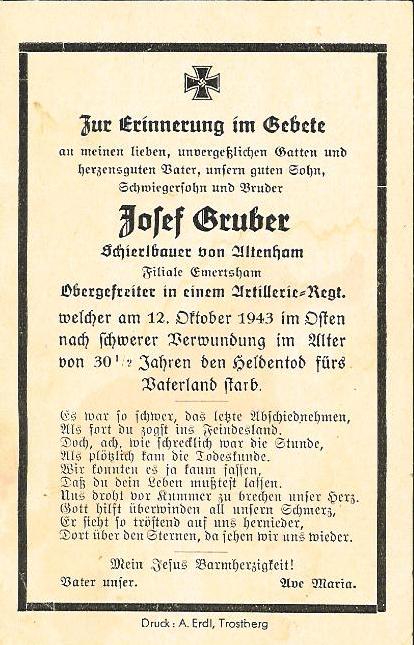 Zur Erinnerung im Gebete
an meinen lieben, unvergeßlichen Gatten und
herzensguten Vater, unsern guten Sohn,
Schwiegersohn und Bruder
Josef Gruber
Schierlbauer von Altenham
Filiale Emertsham
Obergefreiter in einem Artillerie=Regt.
welcher am 12. Oktober 1943 im Osten
nach schwerer Verwundung im Alter
von 30 1/2 Jahren den Heldentod fürs
Vaterland starb.
Es war so schwer, das letzte Abschiednehmen,
Als fort du zogst ins Feindesland.
Doch, ach, wie schrecklich war die Stunde,
Als plötzlich kam die Todeskunde.
Wir konnten es ja kaum fassen,
Daß du dein Leben mußtest lassen.
Uns droht vor Kummer zu brechen unser Herz.
Gott hilft überwinden all unsern Schmerz,
Er sieht so tröstend auf uns hernieder,
Dort über den Sternen, da sehen wir uns wieder.
Mein Jesus Barmherzigkeit!
Vater unser. Ave Maria.
Druck: A. Erdl, Trostberg